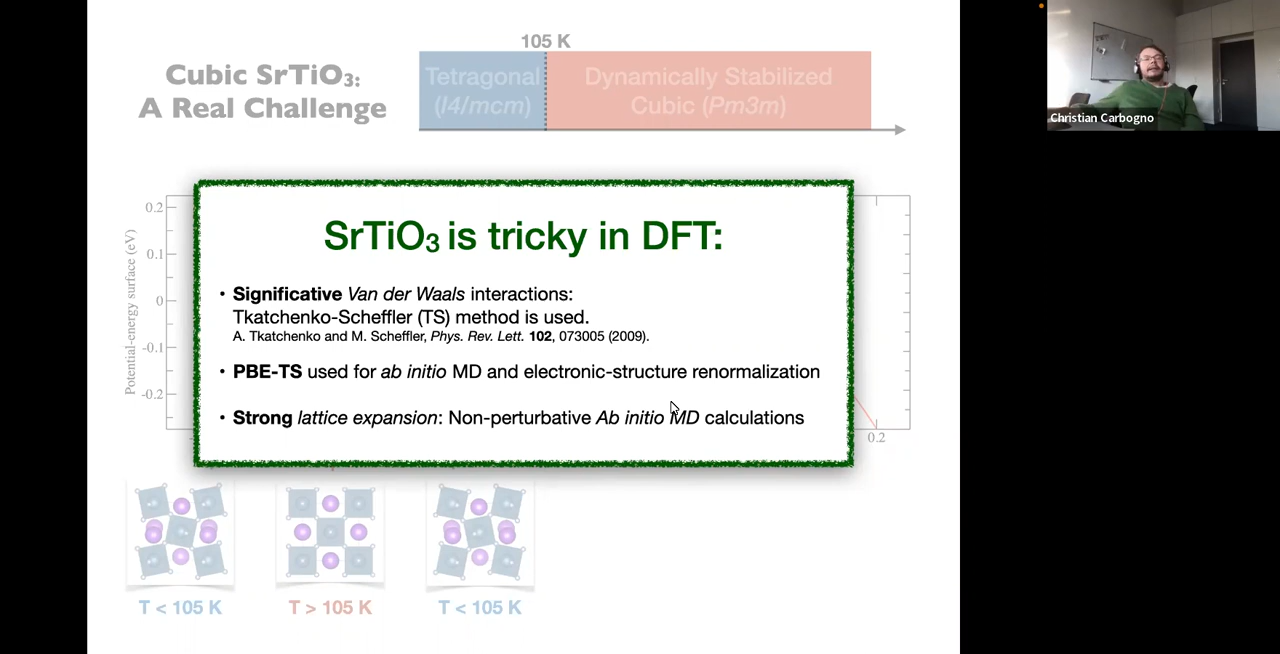 105 K
Cubic SrTiO3:
A Real Challenge
Tetragonal
(I4/mcm)
Dynamically Stabilized
Cubic (Pm3m)
Christian Carbogno
Potential-energy surface (eV)
0.2
0.1
0
-0.1
-0.2
SrTiO3 is tricky in DFT:
• Significative Van der Waals interactions:
Tkatchenko-Scheffler (TS) method is used.
A. Tkatchenko and M. Scheffler, Phys. Rev. Lett. 102, 073005 (2009).
• PBE-TS used for ab initio MD and electronic-structure renormalization
• Strong lattice expansion: Non-perturbative Ab initio MD calculations
0.2
T < 105 K
T > 105 K
T < 105 K